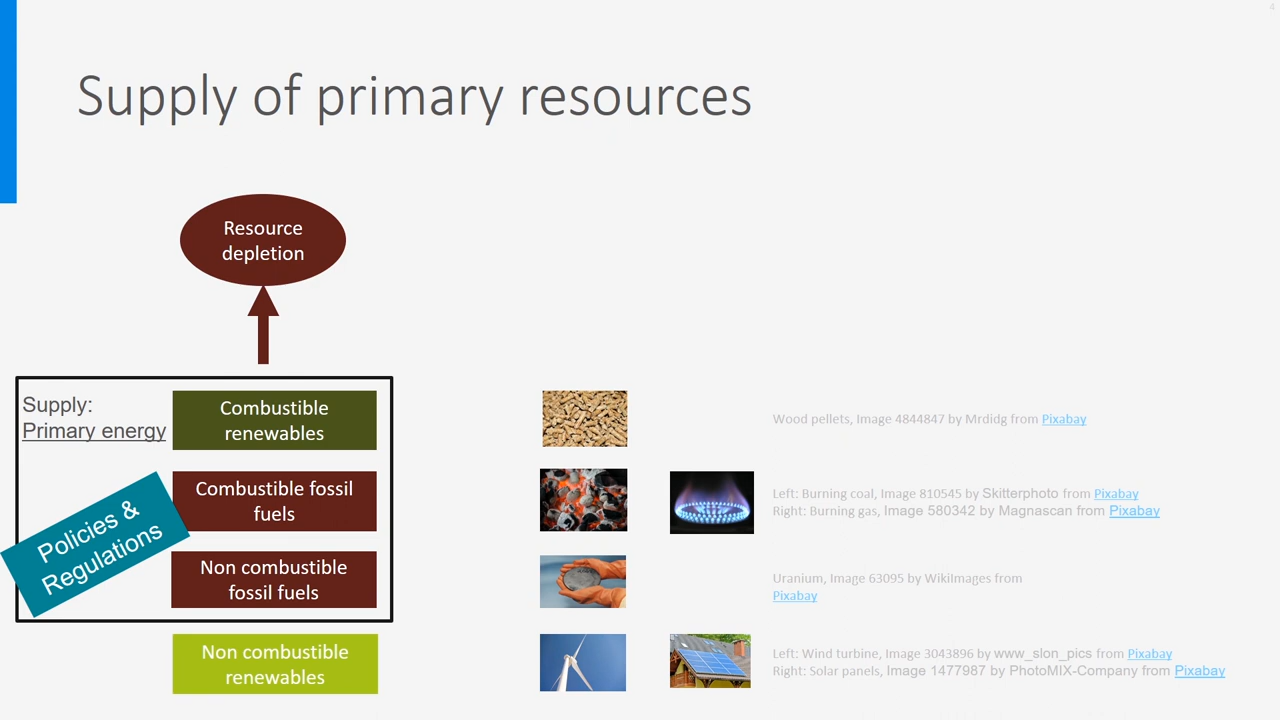 4
Supply of primary resources
Resource
depletion
Supply:
Primary energy
Combustible
renewables
Wood pellets, Image 4844847 by Mrdidg from Pixabay
Combustible fossil
fuels
Left: Burning coal, Image 810545 by Skitterphoto from Pixabay
Right: Burning gas, Image 580342 by Magnascan from Pixabay
Policies &
Regulations
Non combustible
fossil fuels
Uranium, Image 63095 by WikiImages from
Pixabay
Non combustible
renewables
Left: Wind turbine, Image 3043896 by www_slon_pics from Pixabay
Right: Solar panels, Image 1477987 by PhotoMIX-Company from Pixabay